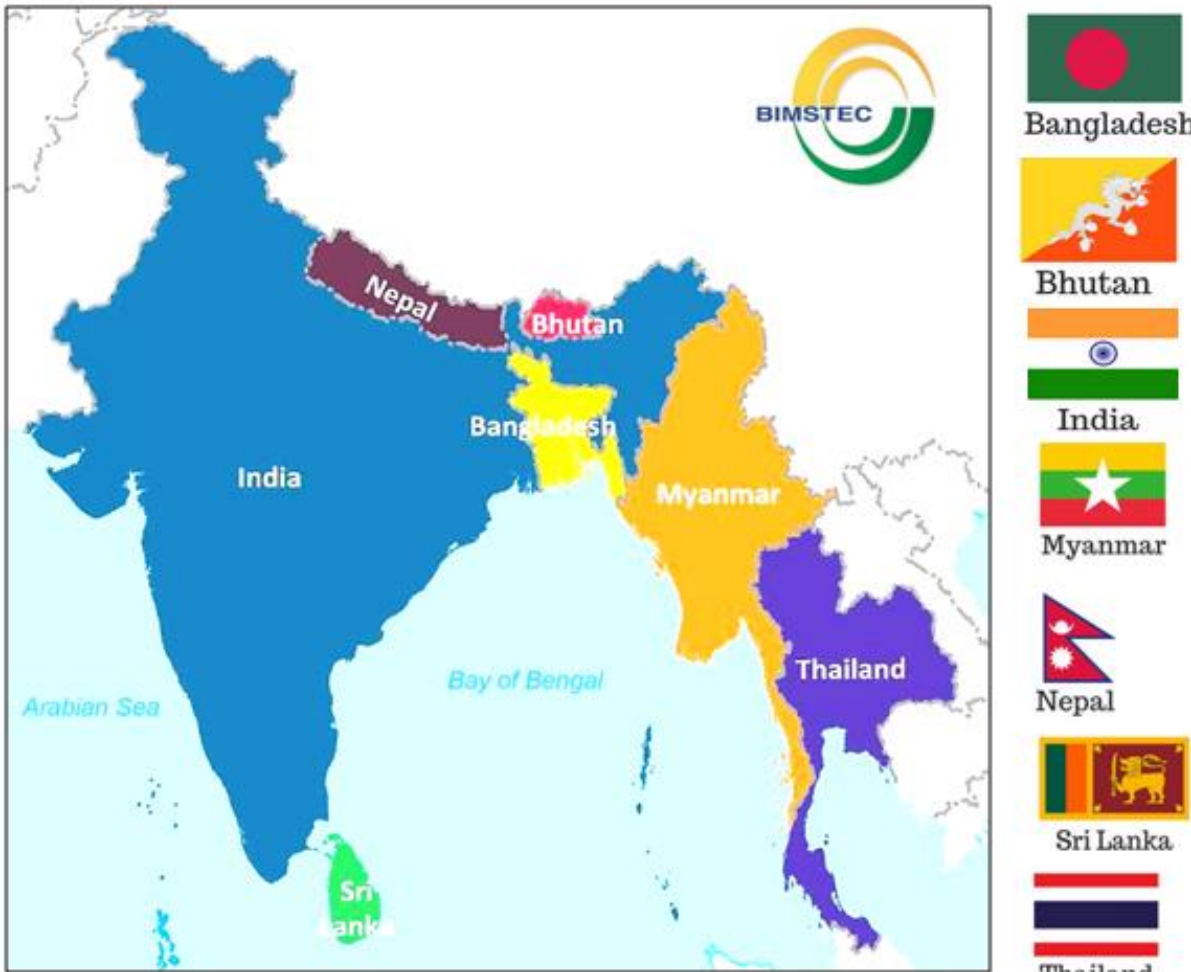 BIMSTEC
Nepal
Bhutan
Bangladesh
India
Myanmar
Thailand
Bay of Bengal
Arabian Sea
Sri
Lanka
Bangladesh
Bhutan
India
Myanmar
Nepal
Sri Lanka
Thailand